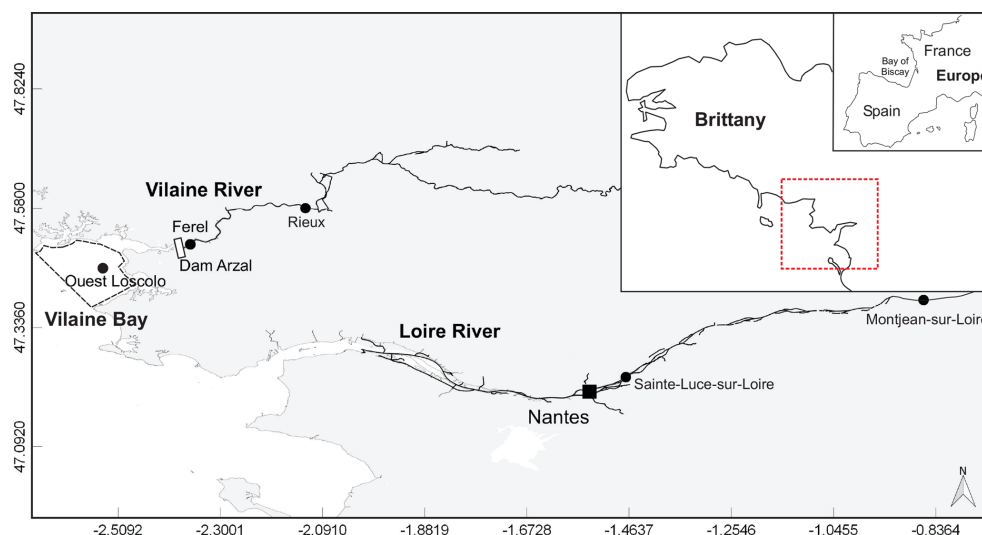 47.8240
47.5800
47.3360
47.0920
Vilaine River
Ferel
Rieux
Dam Arzal
Ouest Loscolo
Vilaine Bay
Loire River
Nantes
Sainte-Luce-sur-Loire
Montjean-sur-Loire
Brittany
France
Bay of
Biscay
Europe
Spain
N
-2.5092 -2.3001 -2.0910 -1.8819 -1.6728 -1.4637 -1.2546 -1.0455 -0.8364